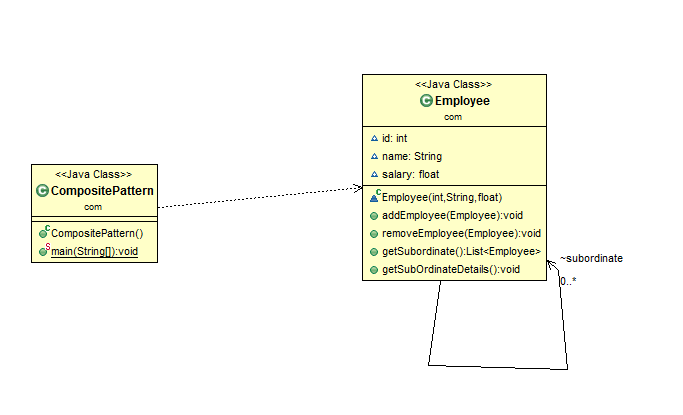 <<Java Class>>
CompositePattern
com
CompositePattern()
main(String[]):void
<<Java Class>>
Employee
com
id: int
name: String
salary: float
Employee(int,String,float)
addEmployee(Employee):void
removeEmployee(Employee):void
getSubordinate():List<Employee>
getSubOrdinateDetails():void
~subordinate
0..*